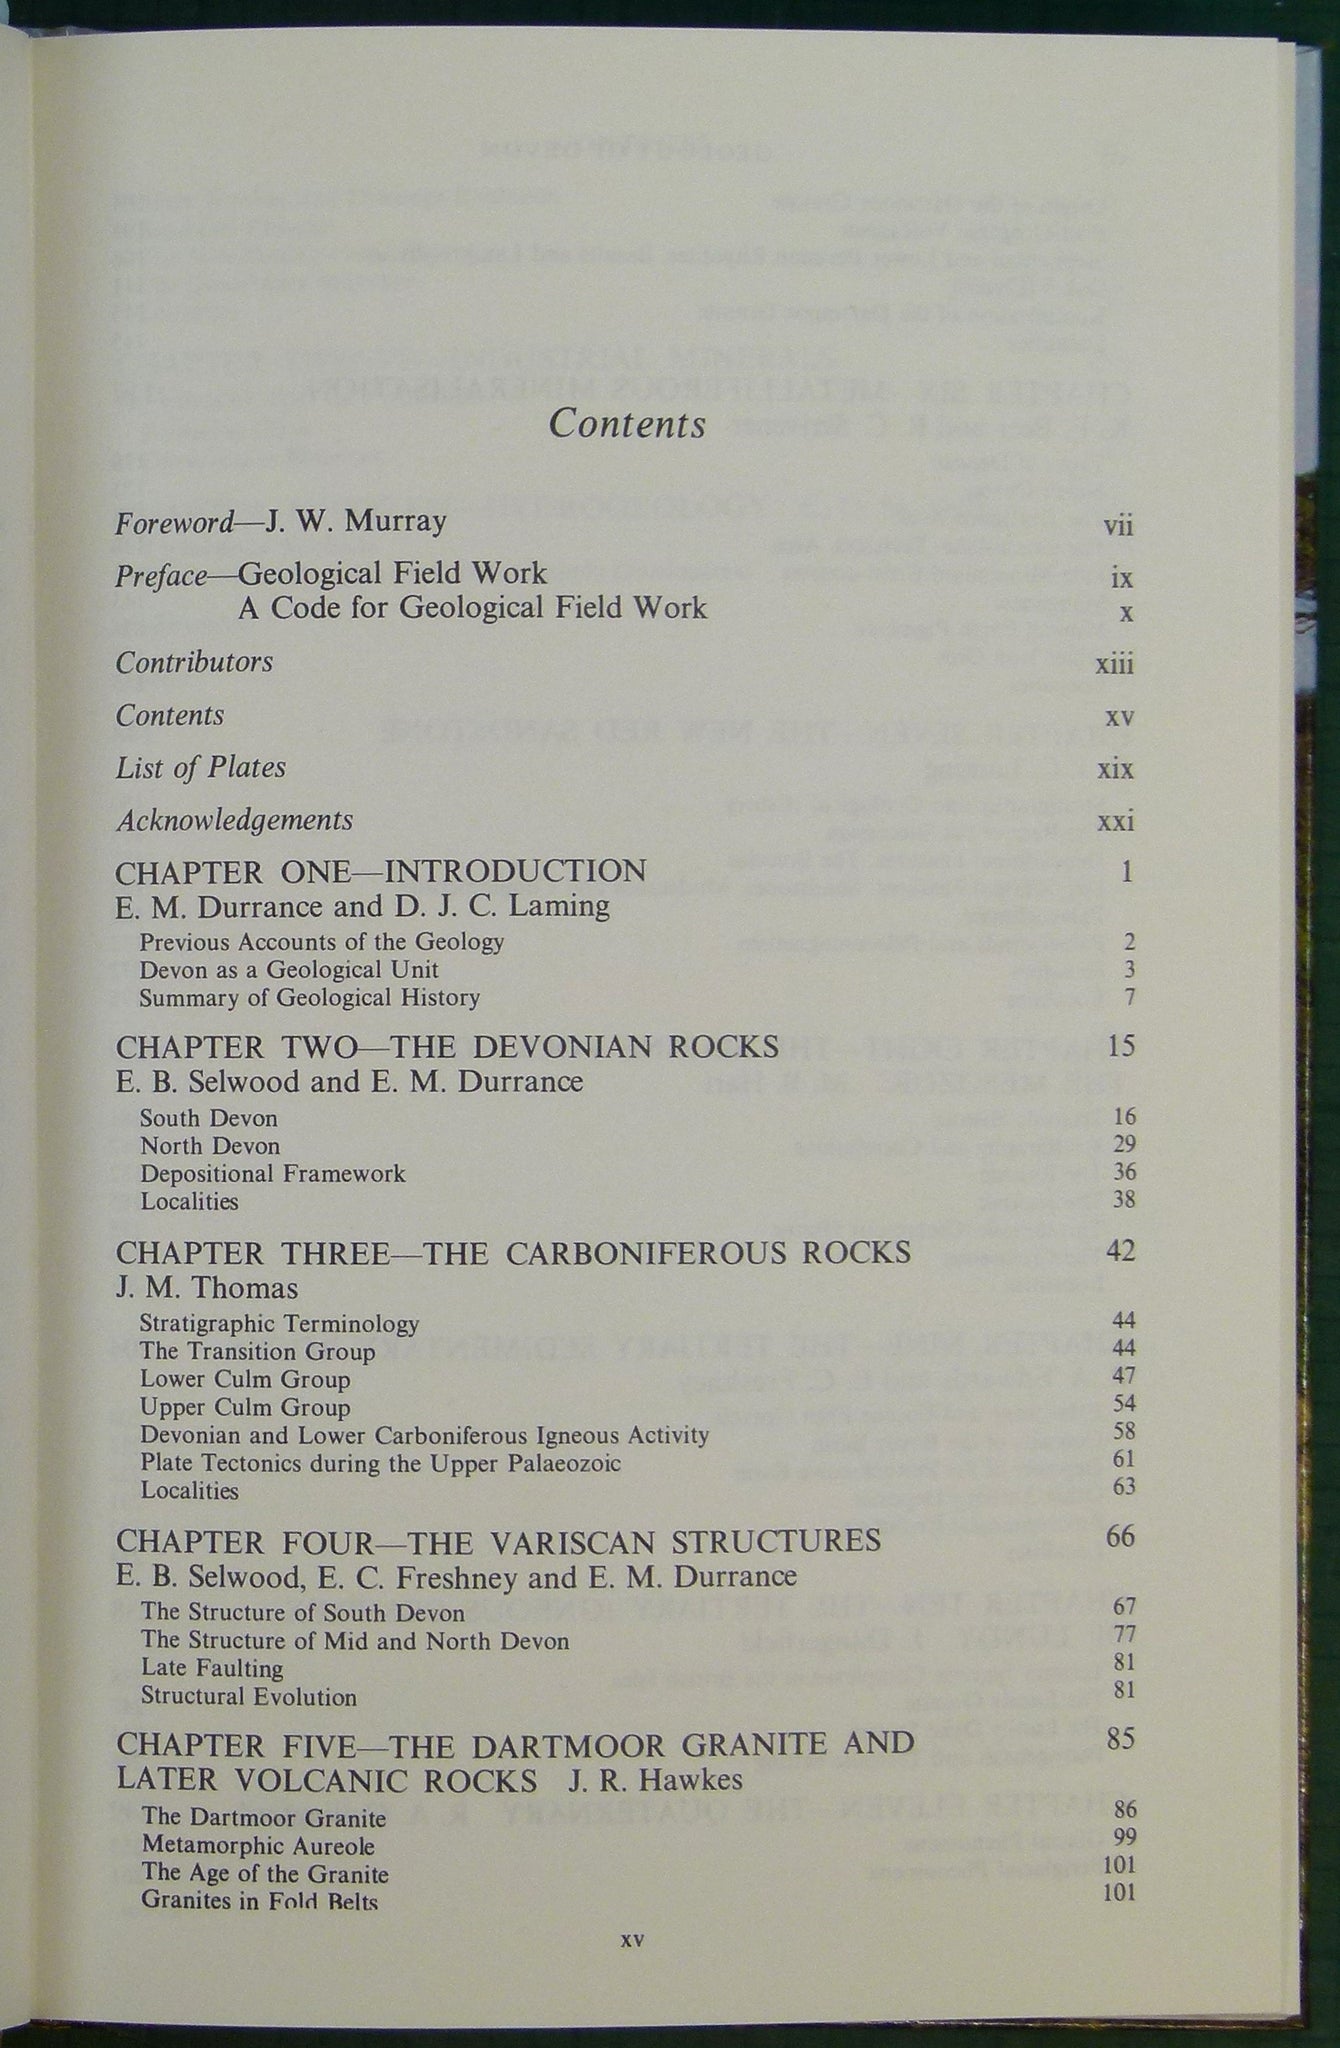 Contents
Foreword—J. W. Murray vii
Preface—Geological Field Work ix
A Code for Geological Field Work x
Contributors xiii
Contents xv
List of Plates xix
Acknowledgements xxi
CHAPTER ONE—INTRODUCTION 1
E. M. Durrance and D. J. C. Laming
Previous Accounts of the Geology 2
Devon as a Geological Unit 3
Summary of Geological History 7
CHAPTER TWO—THE DEVONIAN ROCKS 15
E. B. Selwood and E. M. Durrance
South Devon 16
North Devon 29
Depositional Framework 36
Localities 38
CHAPTER THREE—THE CARBONIFEROUS ROCKS 42
J. M. Thomas
Stratigraphic Terminology 44
The Transition Group 44
Lower Culm Group 47
Upper Culm Group 54
Devonian and Lower Carboniferous Igneous Activity 58
Plate Tectonics during the Upper Palaeozoic 61
Localities 63
CHAPTER FOUR—THE VARISCAN STRUCTURES 66
E. B. Selwood, E. C. Freshney and E. M. Durrance
The Structure of South Devon 67
The Structure of Mid and North Devon 77
Late Faulting 81
Structural Evolution 81
CHAPTER FIVE—THE DARTMOOR GRANITE AND 85
LATER VOLCANIC ROCKS J. R. Hawkes
The Dartmoor Granite 86
Metamorphic Aureole 99
The Age of the Granite 101
Granites in Fold Belts 101
xv